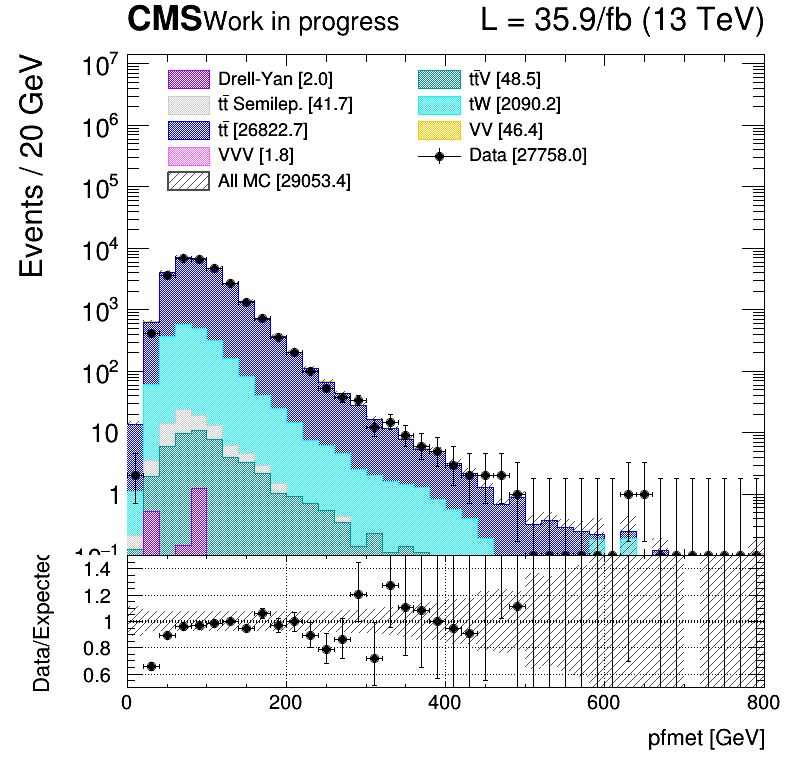 CMS Work in progress L = 35.9/fb (13 TeV)
Events / 20 GeV
10⁷
10⁶
10⁵
10⁴
10³
10²
10
1
10⁻¹
Drell-Yan [2.0]
tt̄ Semilep. [41.7]
tt̄ [26822.7]
VVV [1.8]
All MC [29053.4]
tt̄V [48.5]
tW [2090.2]
VV [46.4]
Data [27758.0]
Data/Expected
1.4
1.2
1
0.8
0.6
0 200 400 600 800
pfmet [GeV]